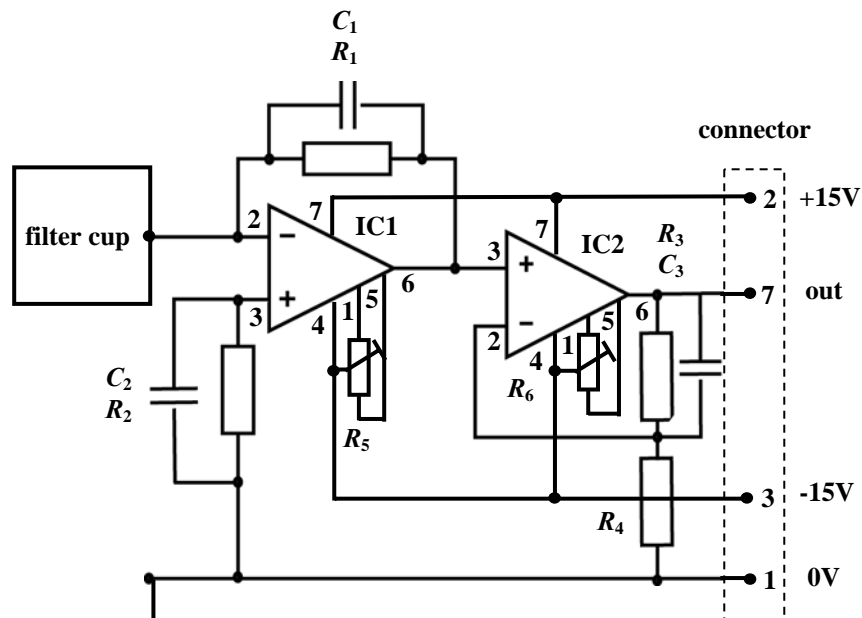 C1
R1
connector
filter cup
2
7
IC1
3
4
1
5
6
7
IC2
3
2
4
1
5
6
R3
C3
2 +15V
7 out
C2
R2
R5
R6
R4
3 -15V
1 0V